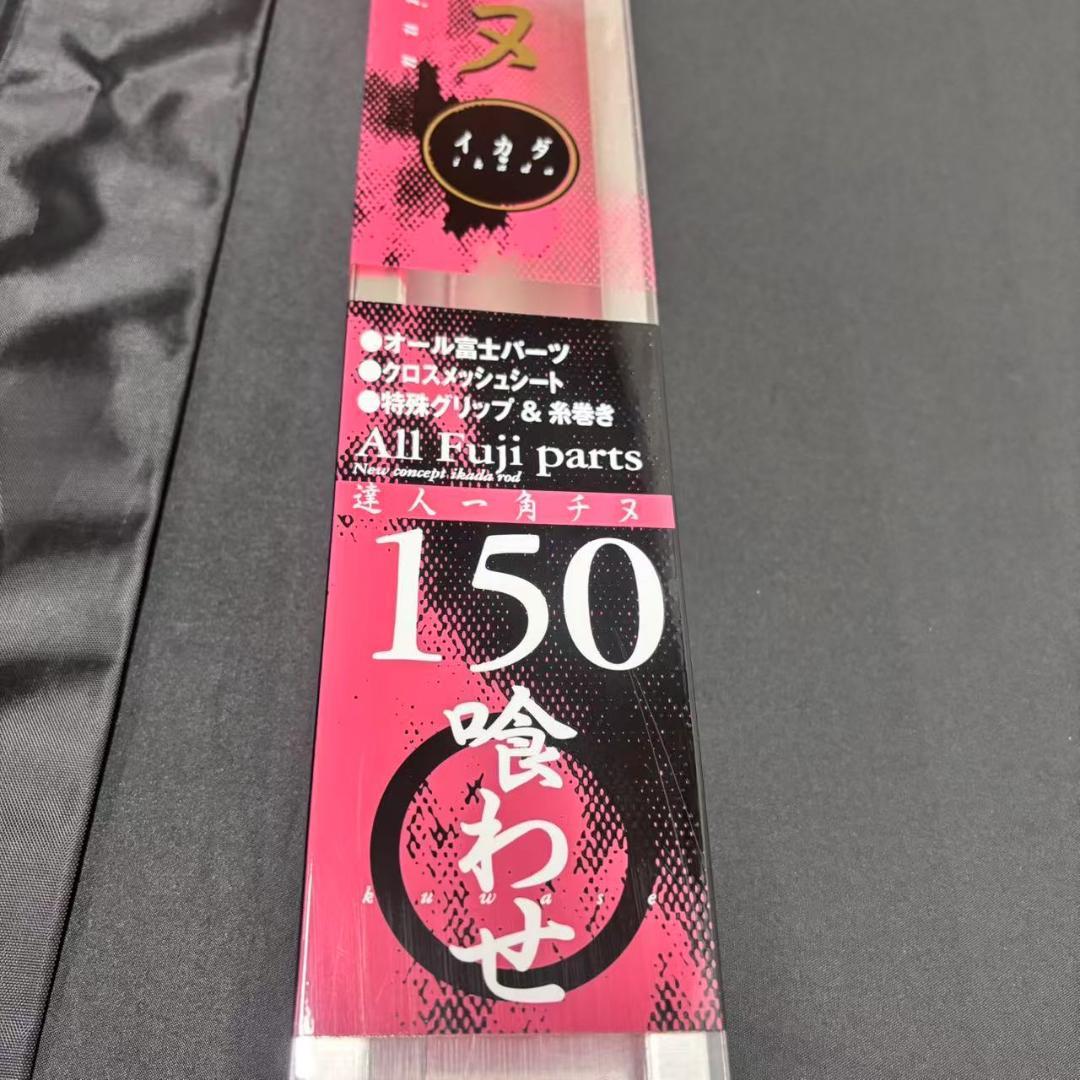 ヌ
inu
イカダ
ikada
●オール富士パーツ
●クロスメッシュシート
●特殊グリップ & 糸巻き
All Fuji parts
New concept ikada rod
達人一角チヌ
150
喰わせ
kuwase